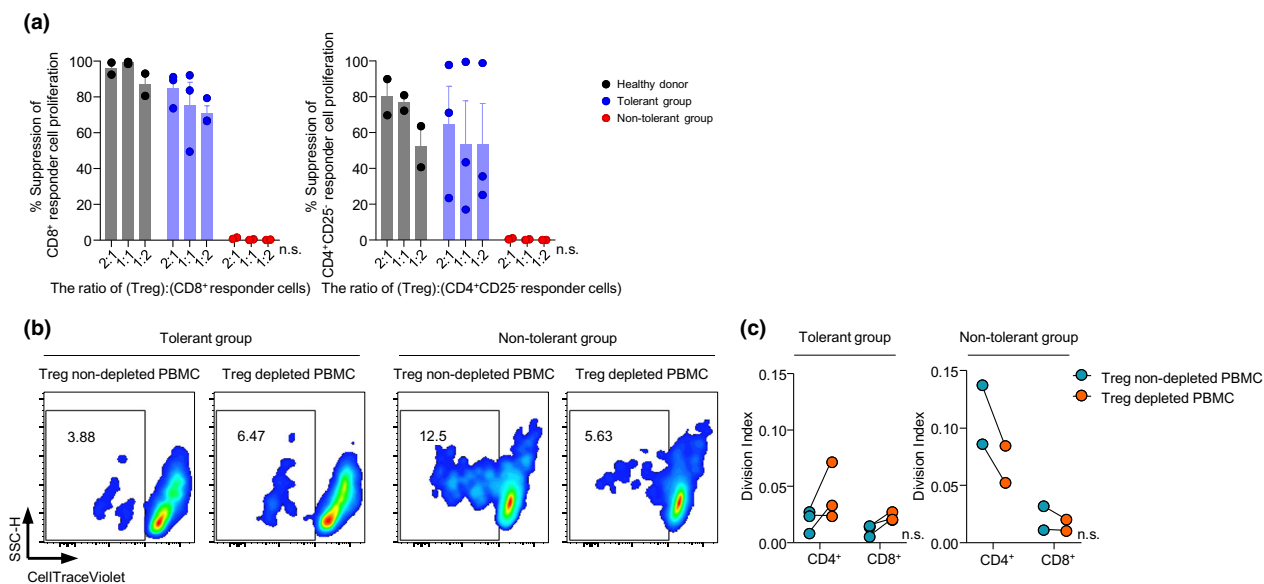 (a)
% Suppression of
CD8⁺ responder cell proliferation
100
80
60
40
20
0
2:1 1:1 1:2 2:1 1:1 1:2 2:1 1:1 1:2 n.s.
The ratio of (Treg):(CD8⁺ responder cells)
% Suppression of
CD4⁺CD25⁻ responder cell proliferation
100
80
60
40
20
0
2:1 1:1 1:2 2:1 1:1 1:2 2:1 1:1 1:2 n.s.
The ratio of (Treg):(CD4⁺CD25⁻ responder cells)
Healthy donor
Tolerant group
Non-tolerant group
(b)
Tolerant group
Non-tolerant group
Treg non-depleted PBMC
Treg depleted PBMC
Treg non-depleted PBMC
Treg depleted PBMC
3.88
6.47
12.5
5.63
SSC-H
CellTraceViolet
(c)
Tolerant group
Division Index
0.15
0.10
0.05
0.00
CD4⁺ CD8⁺ n.s.
Non-tolerant group
Division Index
0.15
0.10
0.05
0.00
CD4⁺ CD8⁺ n.s.
Treg non-depleted PBMC
Treg depleted PBMC